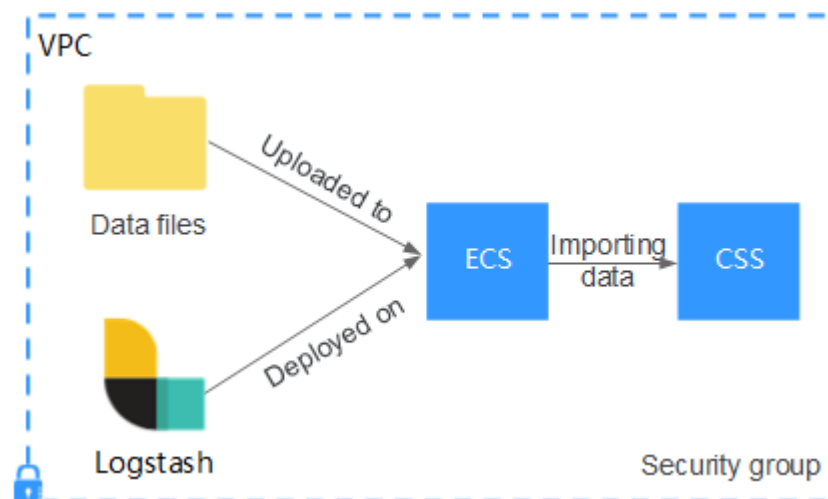 VPC
Uploaded to
Data files
ECS
Importing
data
CSS
Deployed on
Logstash
Security group